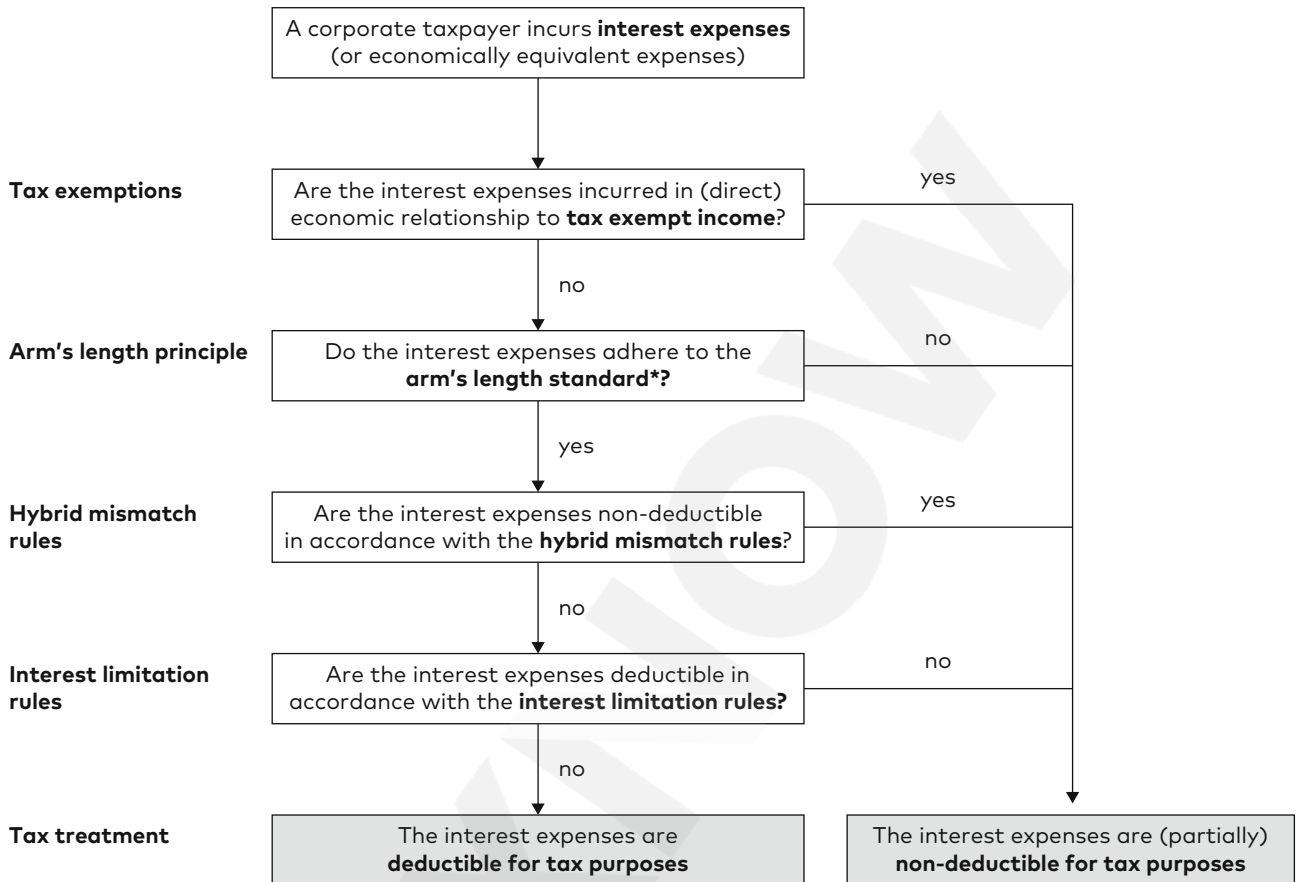 A corporate taxpayer incurs interest expenses
(or economically equivalent expenses)
Tax exemptions
Are the interest expenses incurred in (direct)
economic relationship to tax exempt income?
yes
no
Arm's length principle
Do the interest expenses adhere to the
arm's length standard*?
no
yes
Hybrid mismatch
rules
Are the interest expenses non-deductible
in accordance with the hybrid mismatch rules?
yes
no
Interest limitation
rules
Are the interest expenses deductible in
accordance with the interest limitation rules?
no
no
Tax treatment
The interest expenses are
deductible for tax purposes
The interest expenses are (partially)
non-deductible for tax purposes
KNOW